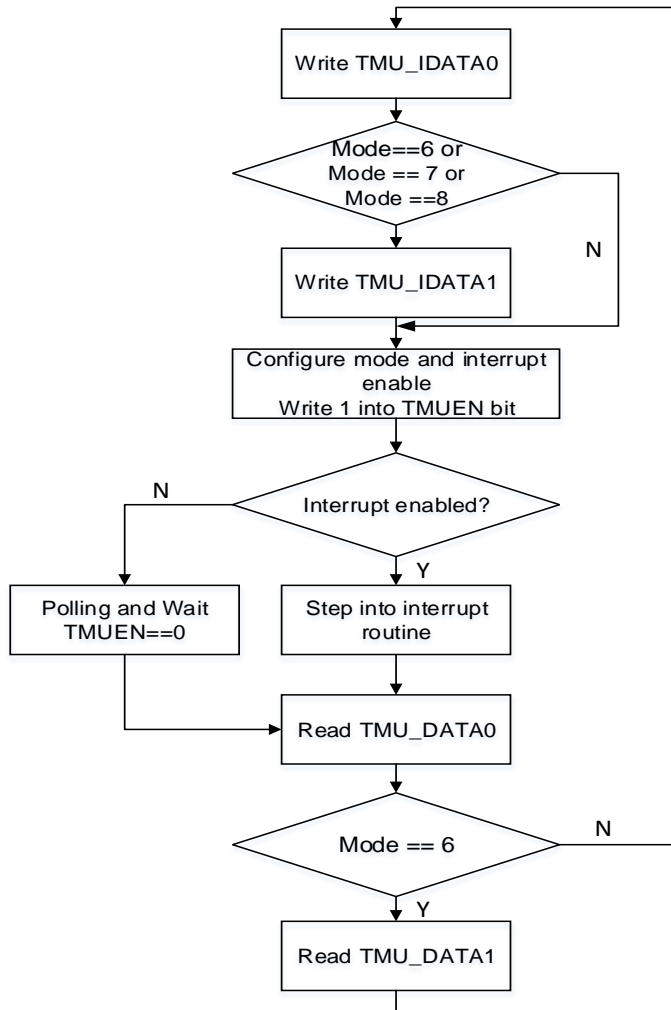 Write TMU_IDATA0
Mode==6 or
Mode == 7 or
Mode ==8
N
Write TMU_IDATA1
Configure mode and interrupt
enable
Write 1 into TMUEN bit
N
Interrupt enabled?
Y
Polling and Wait
TMUEN==0
Step into interrupt
routine
Read TMU_DATA0
N
Mode == 6
Y
Read TMU_DATA1